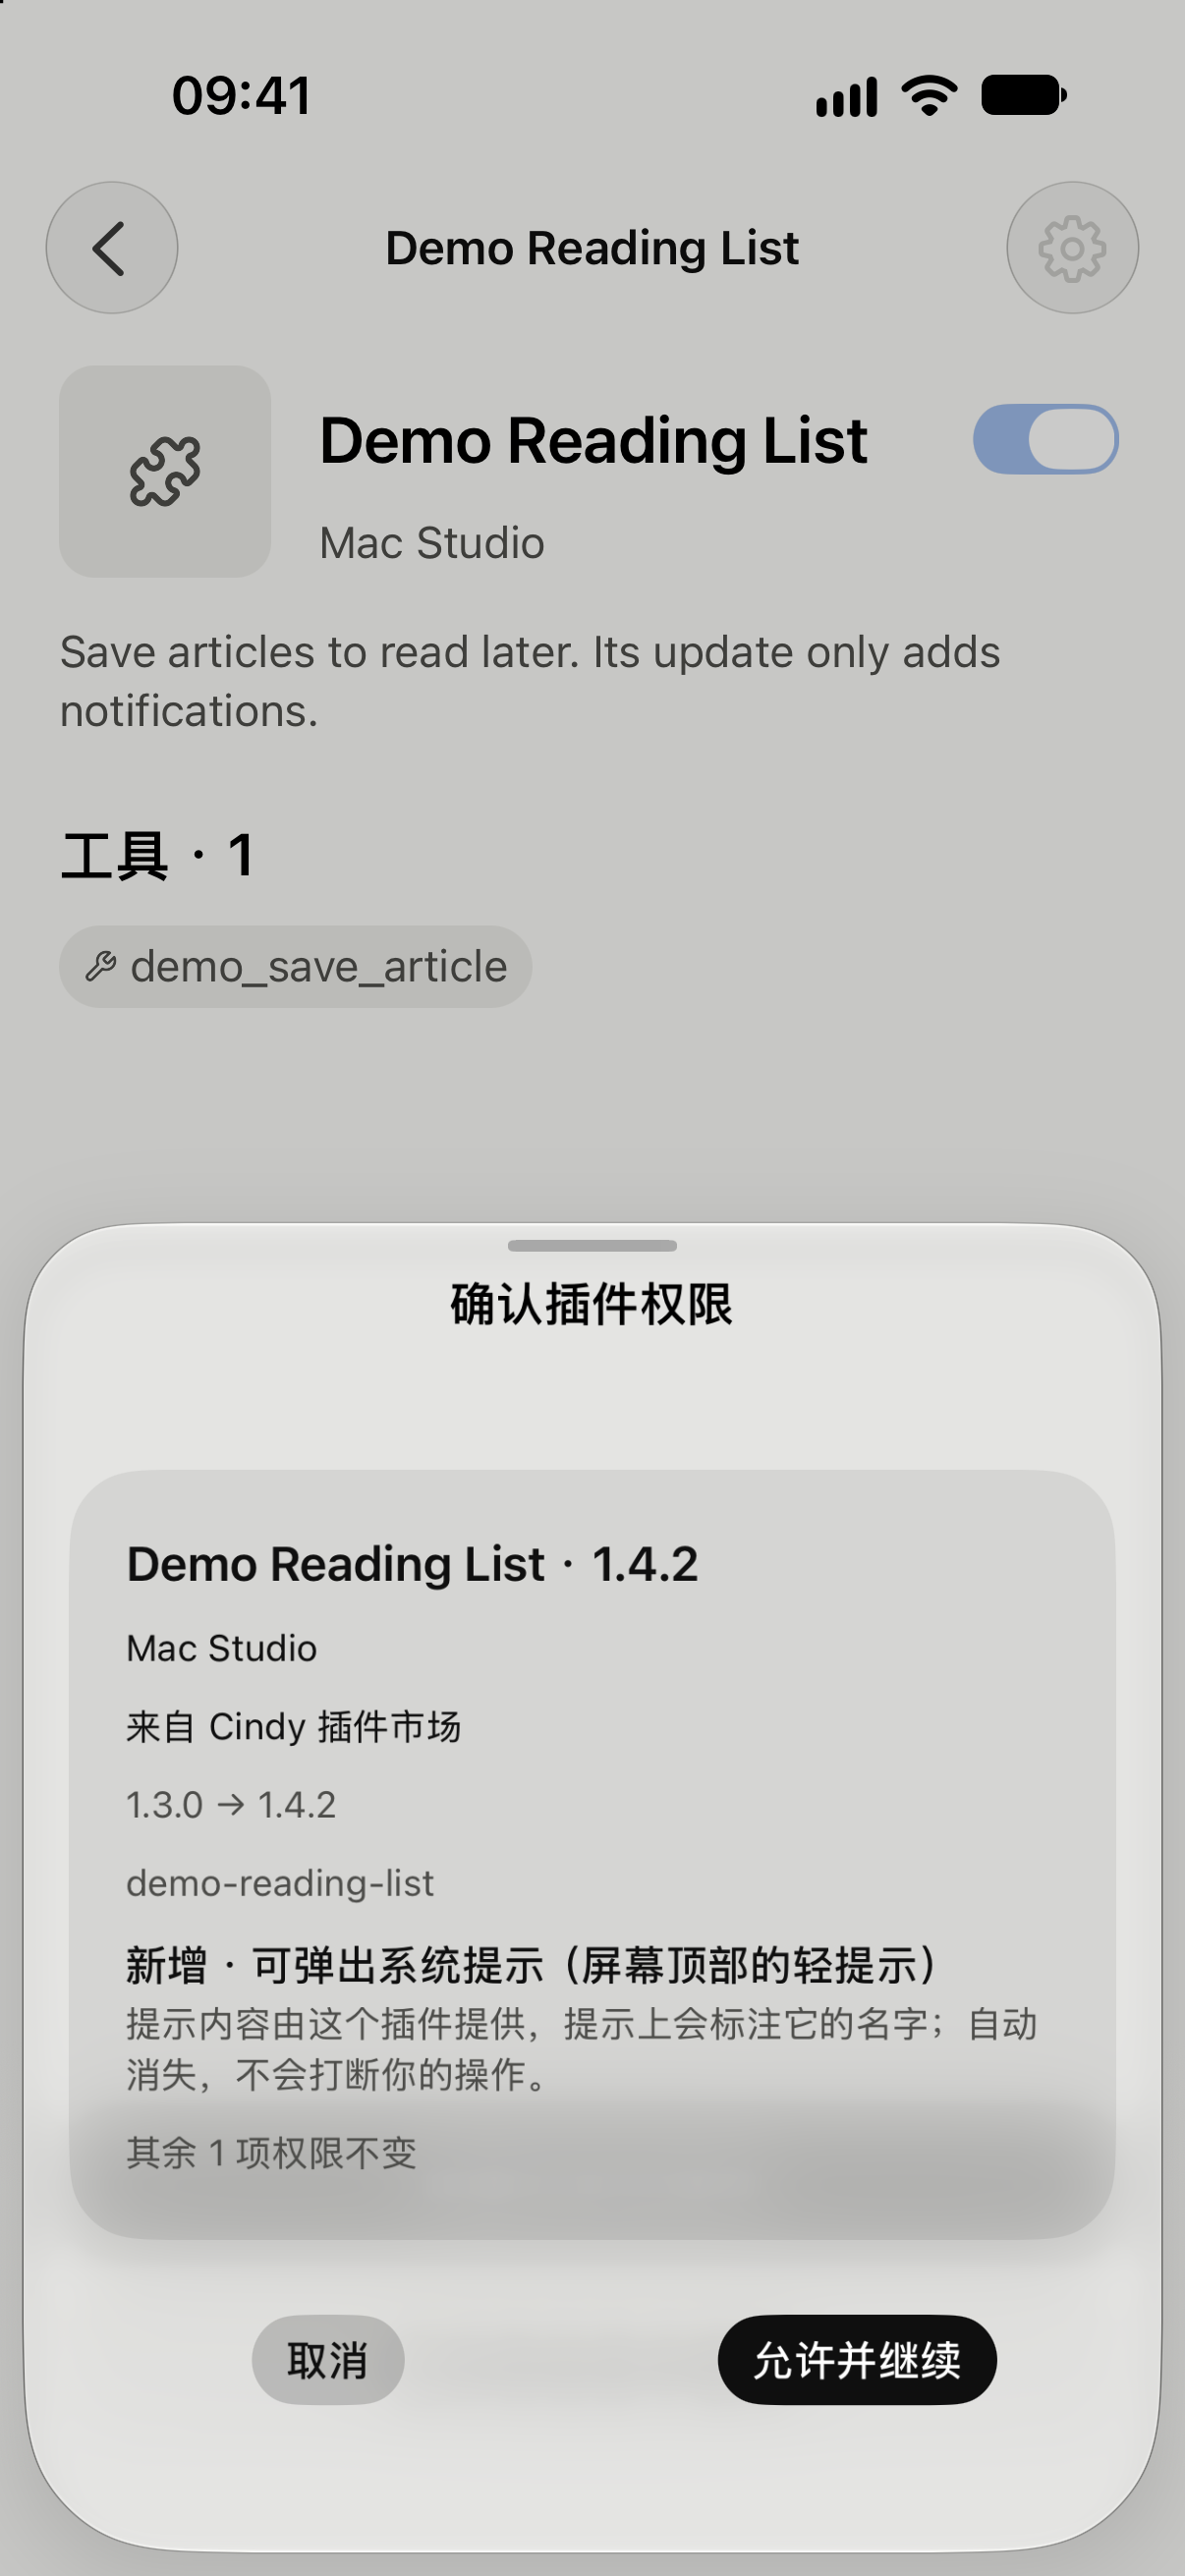 09:41
Demo Reading List
Demo Reading List
Mac Studio
Save articles to read later. Its update only adds
notifications.
工具 · 1
demo_save_article
确认插件权限
Demo Reading List · 1.4.2
Mac Studio
来自 Cindy 插件市场
1.3.0 → 1.4.2
demo-reading-list
新增 · 可弹出系统提示（屏幕顶部的轻提示）
提示内容由这个插件提供，提示上会标注它的名字；自动
消失，不会打断你的操作。
其余 1 项权限不变
取消
允许并继续